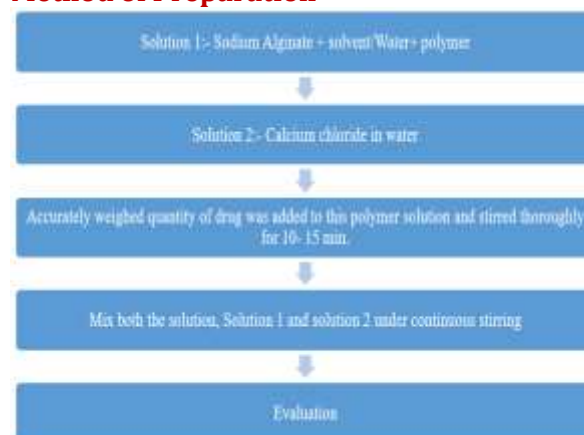 Method of Preparation
Solution 1:- Sodium Alginate + solvent/Water+ polymer
Solution 2:- Calcium chloride in water
Accurately weighed quantity of drug was added to this polymer solution and stirred thoroughly
for 10- 15 min.
Mix both the solution, Solution 1 and solution 2 under continuous stirring
Evaluation